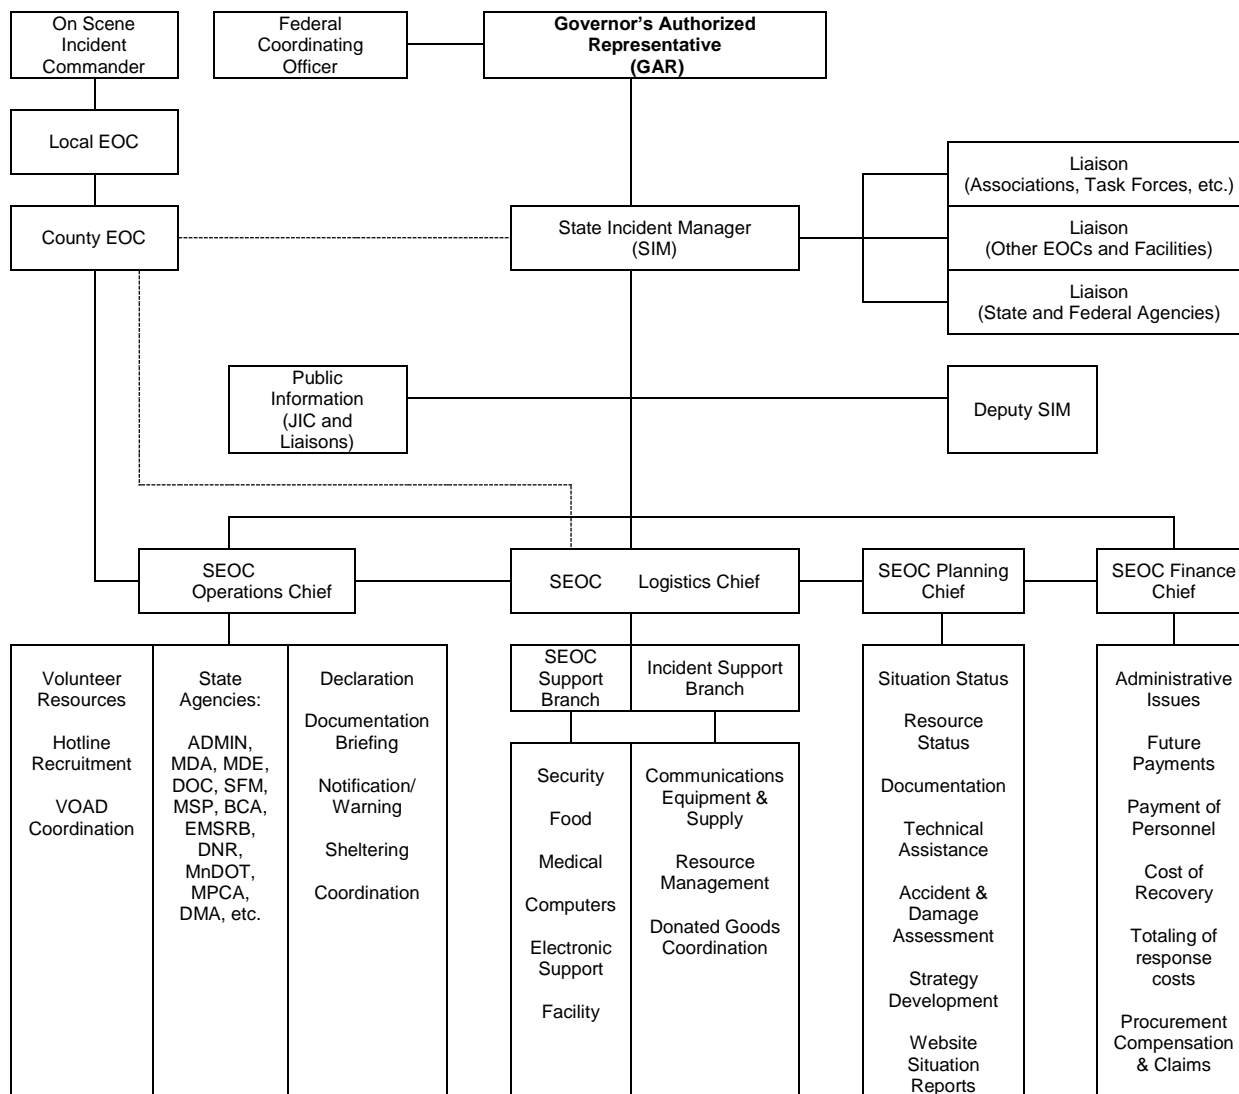 On Scene
Incident
Commander
Federal
Coordinating
Officer
Governor's Authorized
Representative
(GAR)
Local EOC
County EOC
State Incident Manager
(SIM)
Liaison
(Associations, Task Forces, etc.)
Liaison
(Other EOCs and Facilities)
Liaison
(State and Federal Agencies)
Public
Information
(JIC and
Liaisons)
Deputy SIM
SEOC
Operations Chief
SEOC Logistics Chief
SEOC Planning
Chief
SEOC Finance
Chief
Volunteer
Resources
Hotline
Recruitment
VOAD
Coordination
State
Agencies:
ADMIN,
MDA, MDE,
DOC, SFM,
MSP, BCA,
EMSRB,
DNR,
MnDOT,
MPCA,
DMA, etc.
Declaration
Documentation
Briefing
Notification/
Warning
Sheltering
Coordination
SEOC
Support
Branch
Incident Support
Branch
Security
Food
Medical
Computers
Electronic
Support
Facility
Communications
Equipment &
Supply
Resource
Management
Donated Goods
Coordination
Situation Status
Resource
Status
Documentation
Technical
Assistance
Accident &
Damage
Assessment
Strategy
Development
Website
Situation
Reports
Administrative
Issues
Future
Payments
Payment of
Personnel
Cost of
Recovery
Totaling of
response
costs
Procurement
Compensation
& Claims